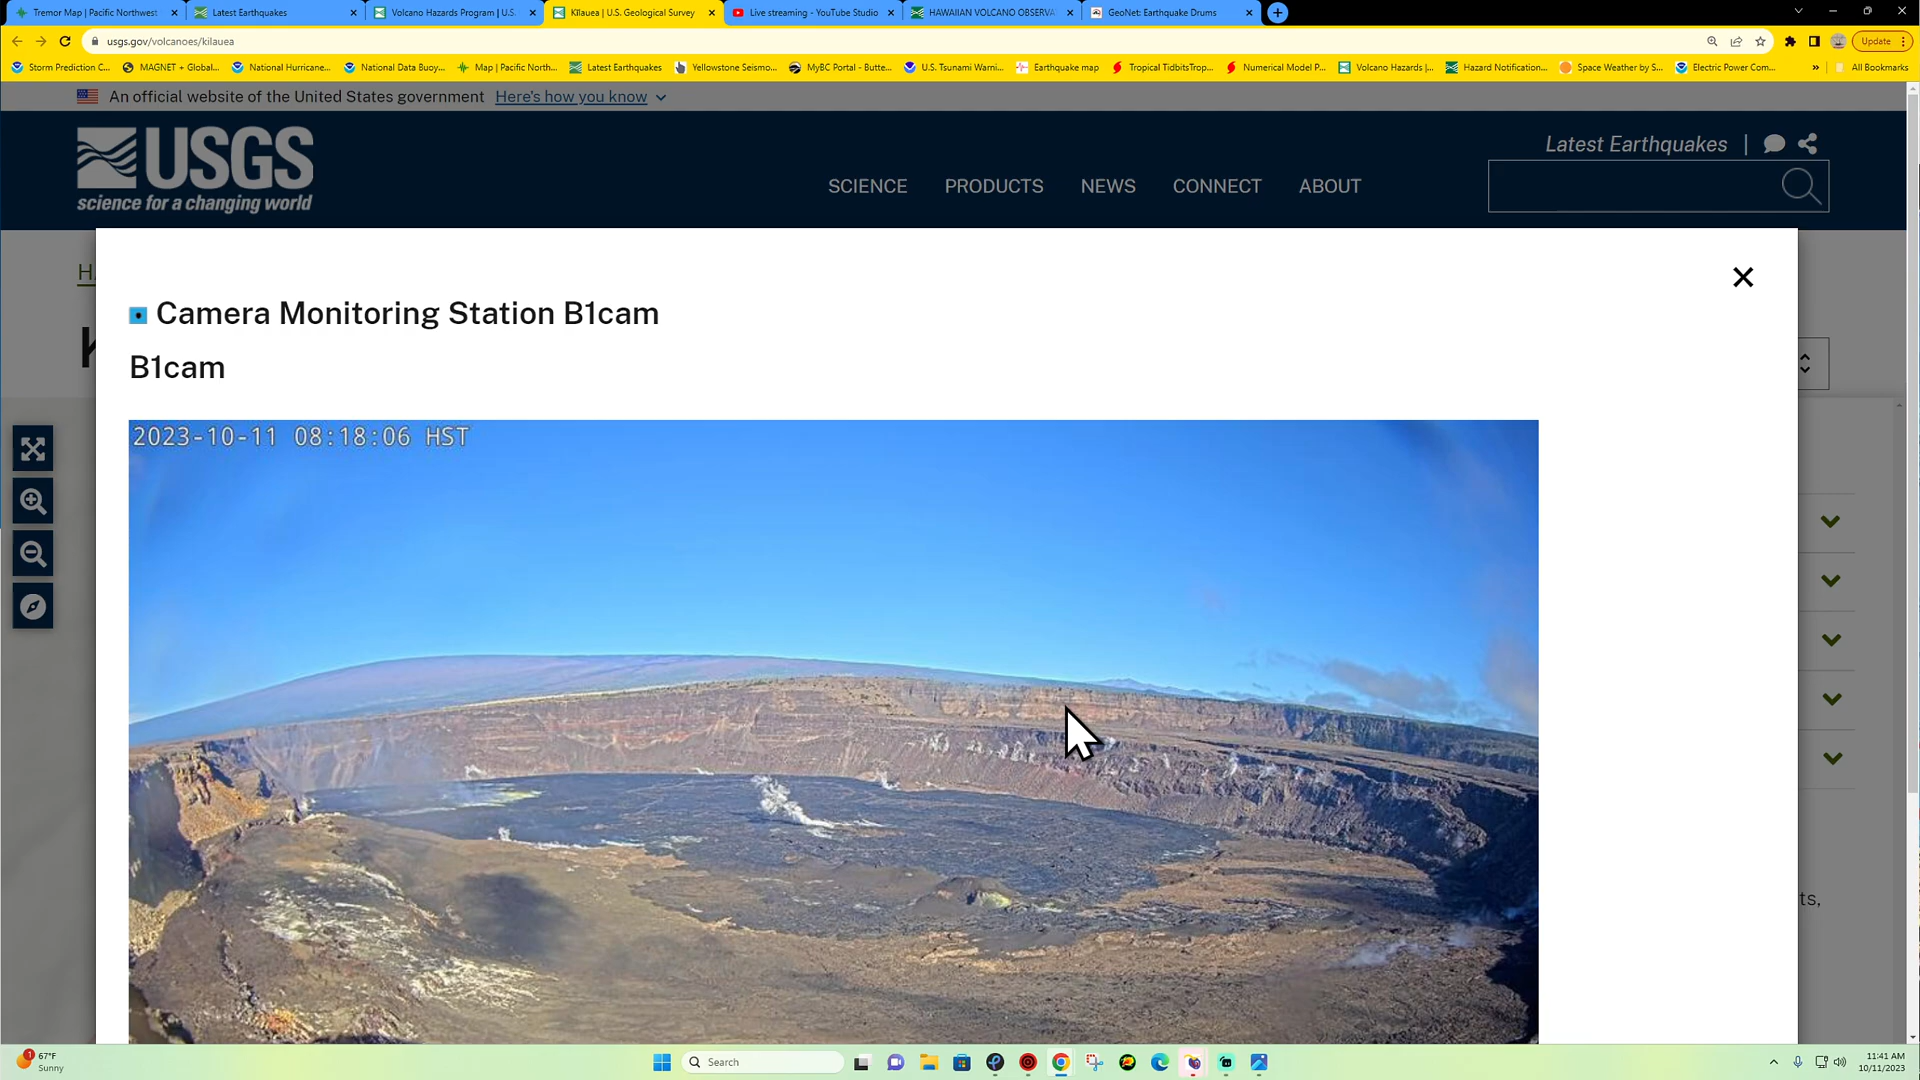 Tremor Map | Pacific Northwest
Latest Earthquakes
Volcano Hazards Program | U.S.
Kīlauea | U.S. Geological Survey
Live streaming - YouTube Studio
HAWAIIAN VOLCANO OBSERVA
GeoNet: Earthquake Drums
usgs.gov/volcanoes/kilauea
Update
Storm Prediction C...
MAGNET + Global...
National Hurricane...
National Data Buoy...
Map | Pacific North...
Latest Earthquakes
Yellowstone Seismo...
MyBC Portal - Butte...
U.S. Tsunami Warni...
Earthquake map
Tropical TidbitsTrop...
Numerical Model P...
Volcano Hazards |...
Hazard Notification...
Space Weather by S...
Electric Power Com...
»
All Bookmarks
An official website of the United States government
Here's how you know
USGS
science for a changing world
Latest Earthquakes |
SCIENCE
PRODUCTS
NEWS
CONNECT
ABOUT
Camera Monitoring Station B1cam
B1cam
2023-10-11 08:18:06 HST
ts,
1
67°F
Sunny
Search
11:41 AM
10/11/2023